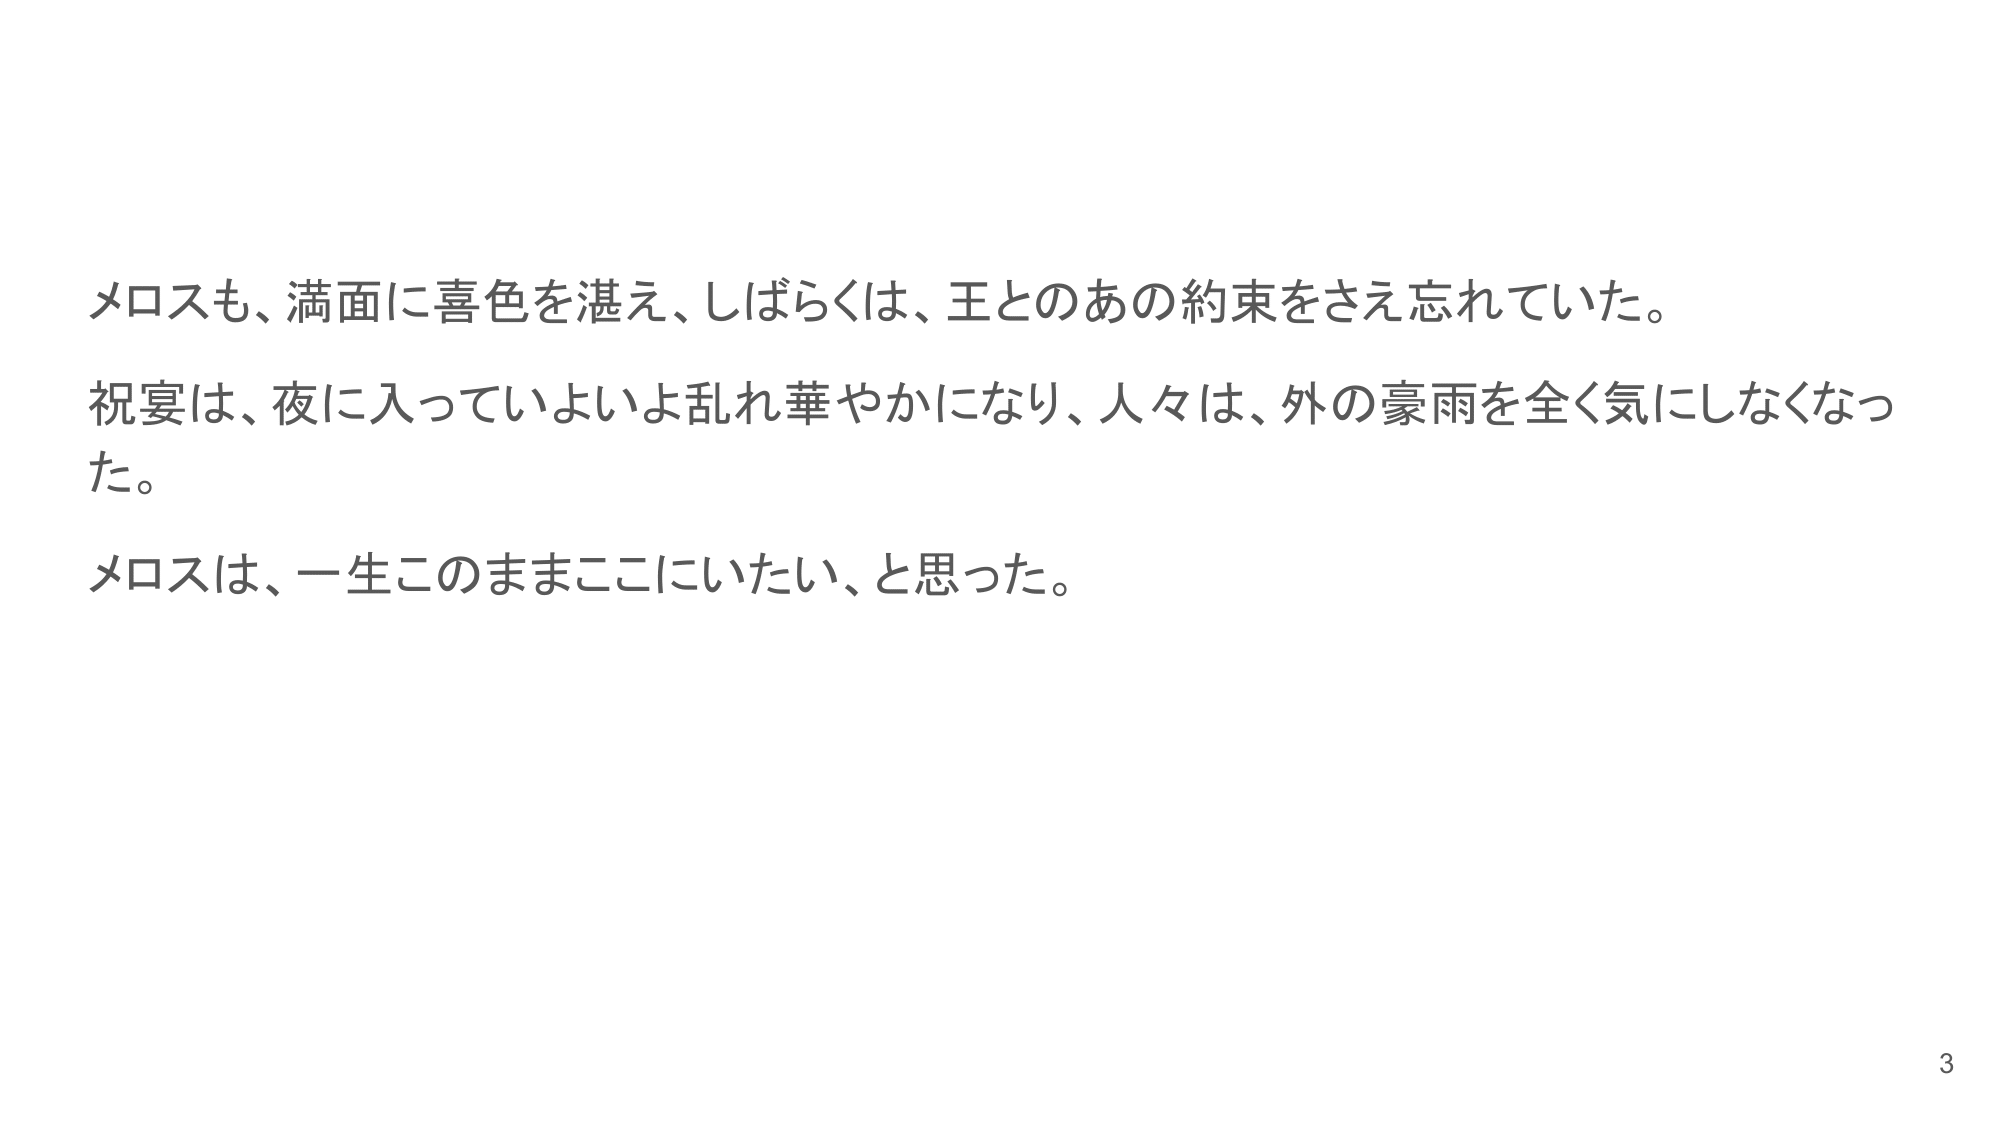 メロスも、満面に喜色を湛え、しばらくは、王とのあの約束をさえ忘れていた。
祝宴は、夜に入っていよいよ乱れ華やかになり、人々は、外の豪雨を全く気にしなくなっ
た。
メロスは、一生このままここにいたい、と思った。
3